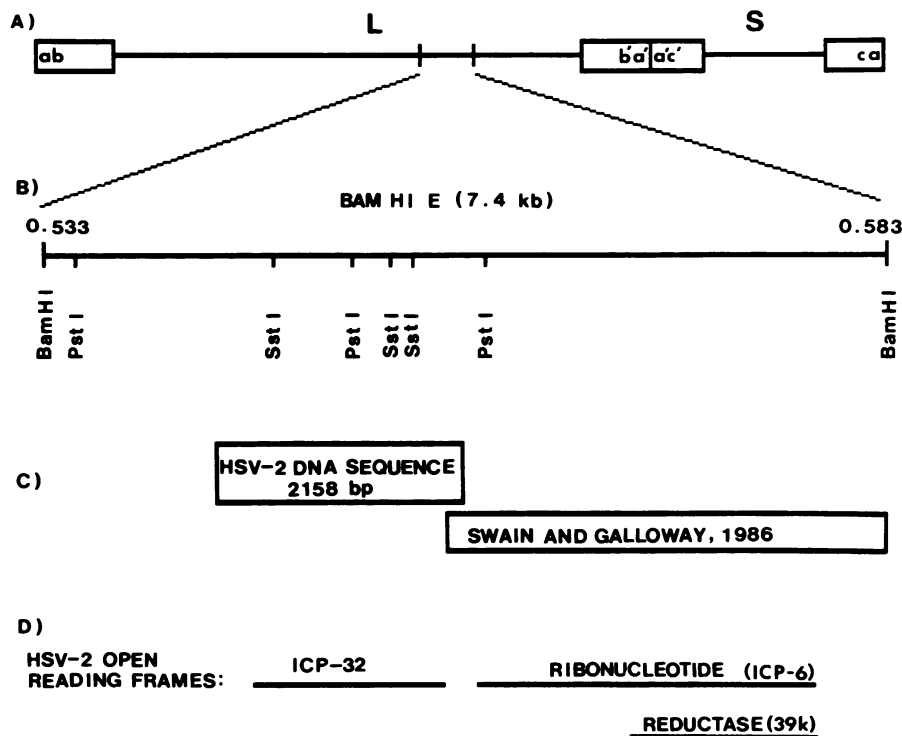 A)
L
S
ab
b'a'
a'c'
ca
B)
BAM HI E (7.4 kb)
0.533
0.583
BamHI
Pst I
Sst I
Pst I
Sst I
Sst I
Pst I
BamHI
C)
HSV-2 DNA SEQUENCE
2158 bp
SWAIN AND GALLOWAY, 1986
D)
HSV-2 OPEN
READING FRAMES:
ICP-32
RIBONUCLEOTIDE (ICP-6)
REDUCTASE (39k)